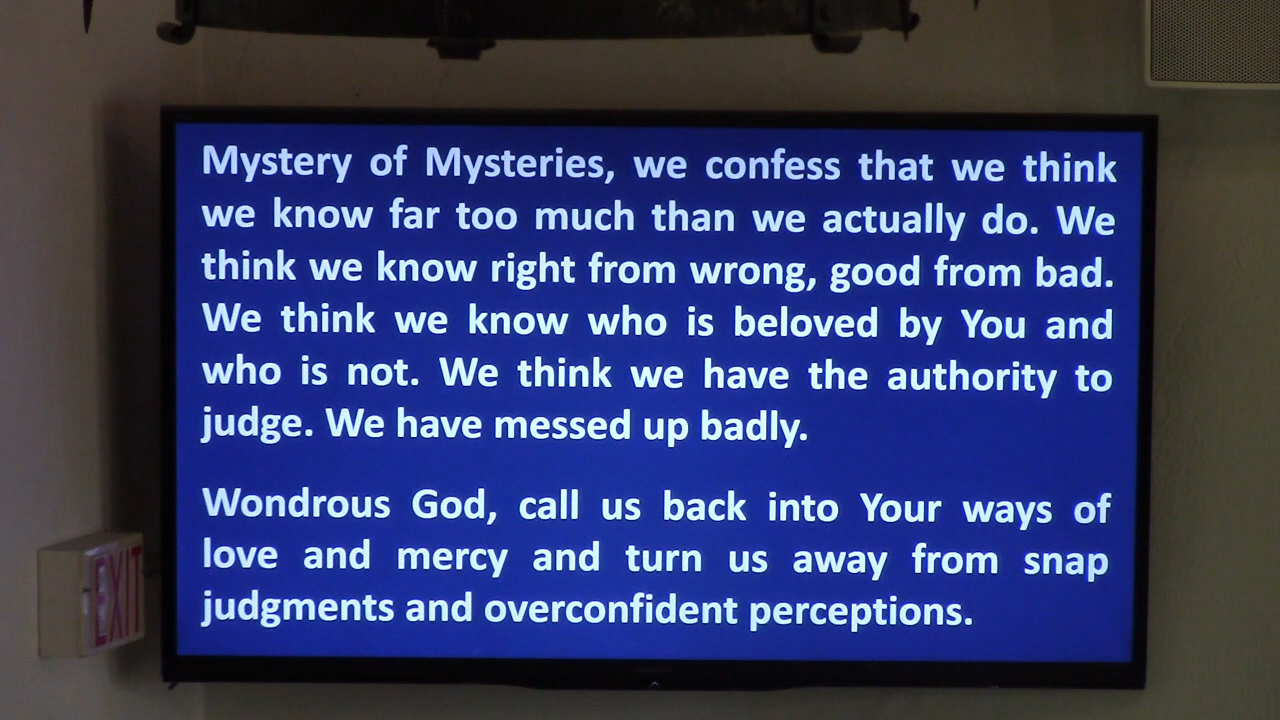 Mystery of Mysteries, we confess that we think
we know far too much than we actually do. We
think we know right from wrong, good from bad.
We think we know who is beloved by You and
who is not. We think we have the authority to
judge. We have messed up badly.
Wondrous God, call us back into Your ways of
love and mercy and turn us away from snap
judgments and overconfident perceptions.
EXIT